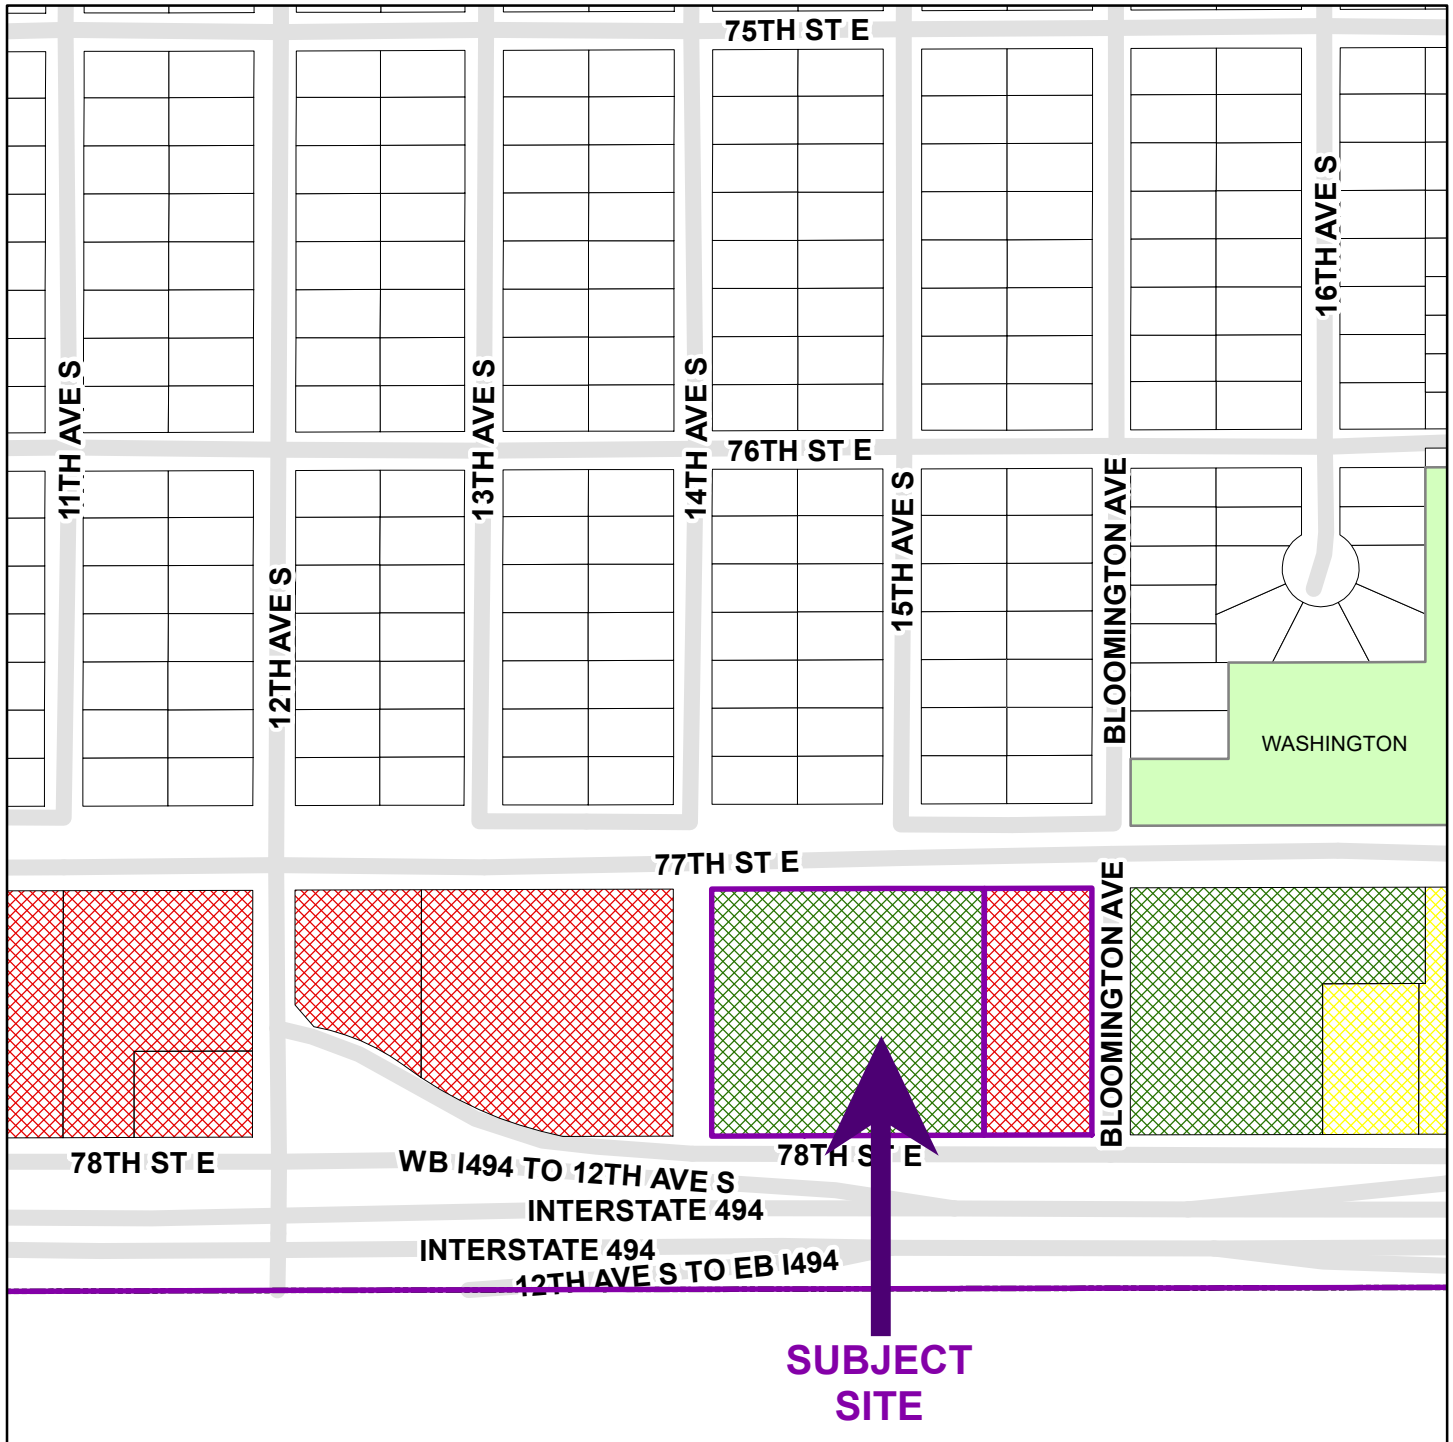 75TH ST E
16TH AVE S
11TH AVE S
13TH AVE S
14TH AVE S
76TH ST E
15TH AVE S
BLOOMINGTON AVE
12TH AVE S
WASHINGTON
77TH ST E
BLOOMINGTON AVE
78TH ST E
WB I494 TO 12TH AVE S
78TH ST E
INTERSTATE 494
INTERSTATE 494
12TH AVE S TO EB I494
SUBJECT
SITE